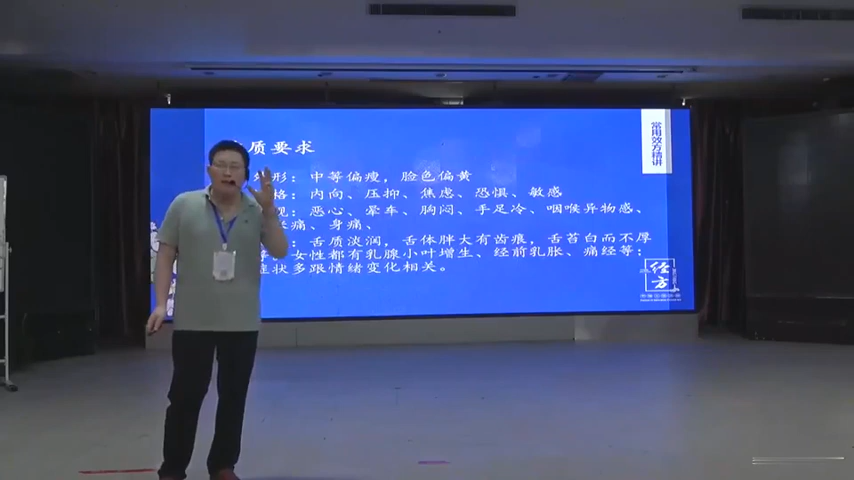 质要求
形：中等偏瘦，脸色偏黄
格：内向、压抑、焦虑、恐惧、敏感
现：恶心、晕车、胸闷、手足冷、咽喉异物感、
痛、身痛、
：舌质淡润，舌体胖大有齿痕，舌苔白而不厚
女性都有乳腺小叶增生、经前乳胀、痛经等；
症状多跟情绪变化相关。
常用效方精讲
经方